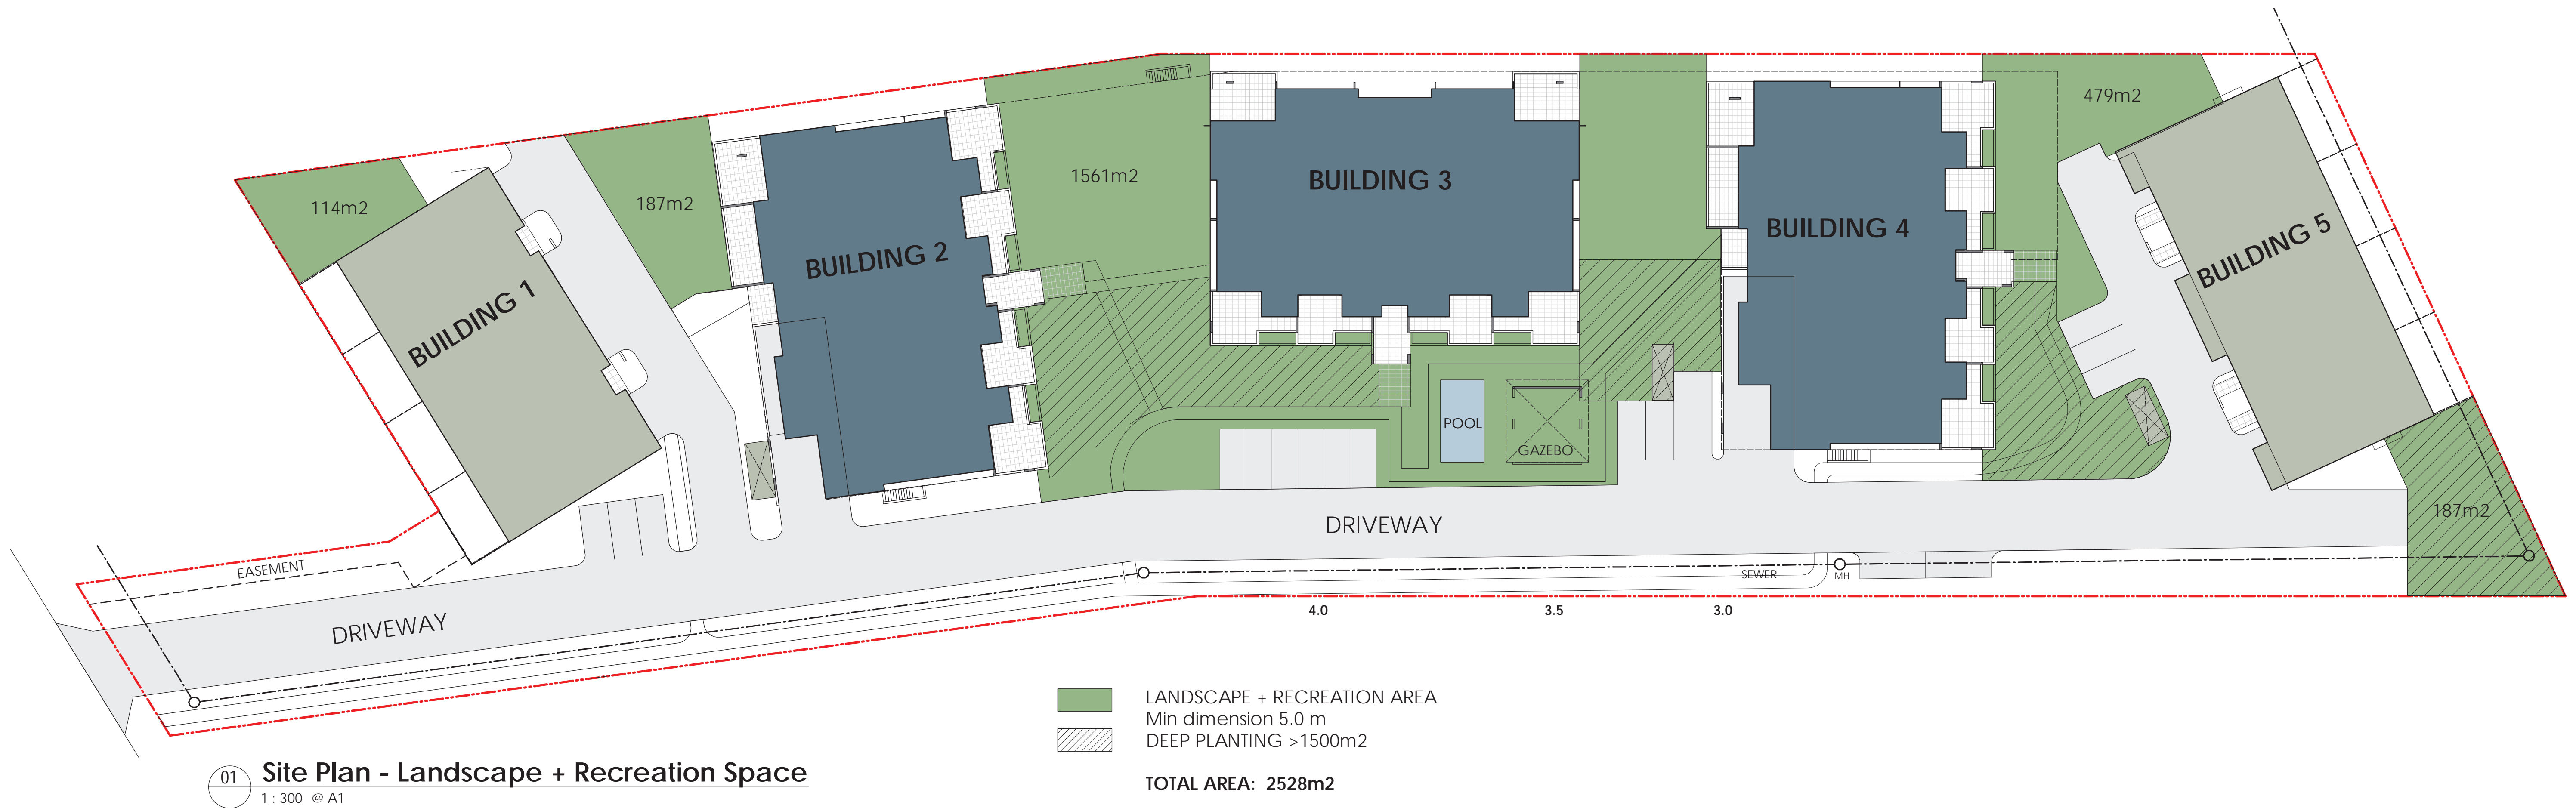 479m2
BUILDING 3
1561m2
187m2
114m2
BUILDING 4
BUILDING 5
BUILDING 2
BUILDING 1
POOL
GAZEBO
187m2
DRIVEWAY
EASEMENT
SEWER
MH
4.0
3.5
3.0
DRIVEWAY
LANDSCAPE + RECREATION AREA
Min dimension 5.0 m
DEEP PLANTING >1500m2
TOTAL AREA: 2528m2
01
Site Plan - Landscape + Recreation Space
1 : 300 @ A1